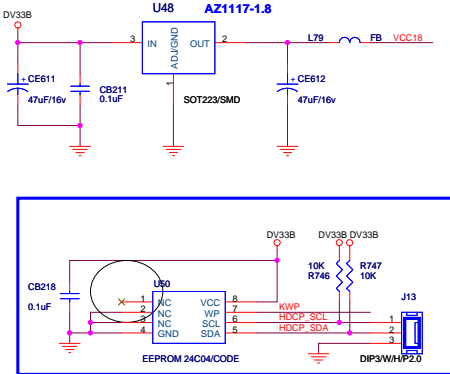 U48 AZ1117-1.8
DV33B
3 IN OUT 2
ADJ/GND
1
L79 FB VCC18
+ CE611
47uF/16v
CB211
0.1uF
SOT223/SMD
+ CE612
47uF/16v
DV33B DV33B DV33B
10K
R746
R747
10K
CB218
0.1uF
U50
1 NC VCC 8
2 NC WP 7 KWP
3 NC SCL 6 HDCP_SCL
4 GND SDA 5 HDCP_SDA
EEPROM 24C04/CODE
J13
1
2
3
DIP3/W/H/P2.0